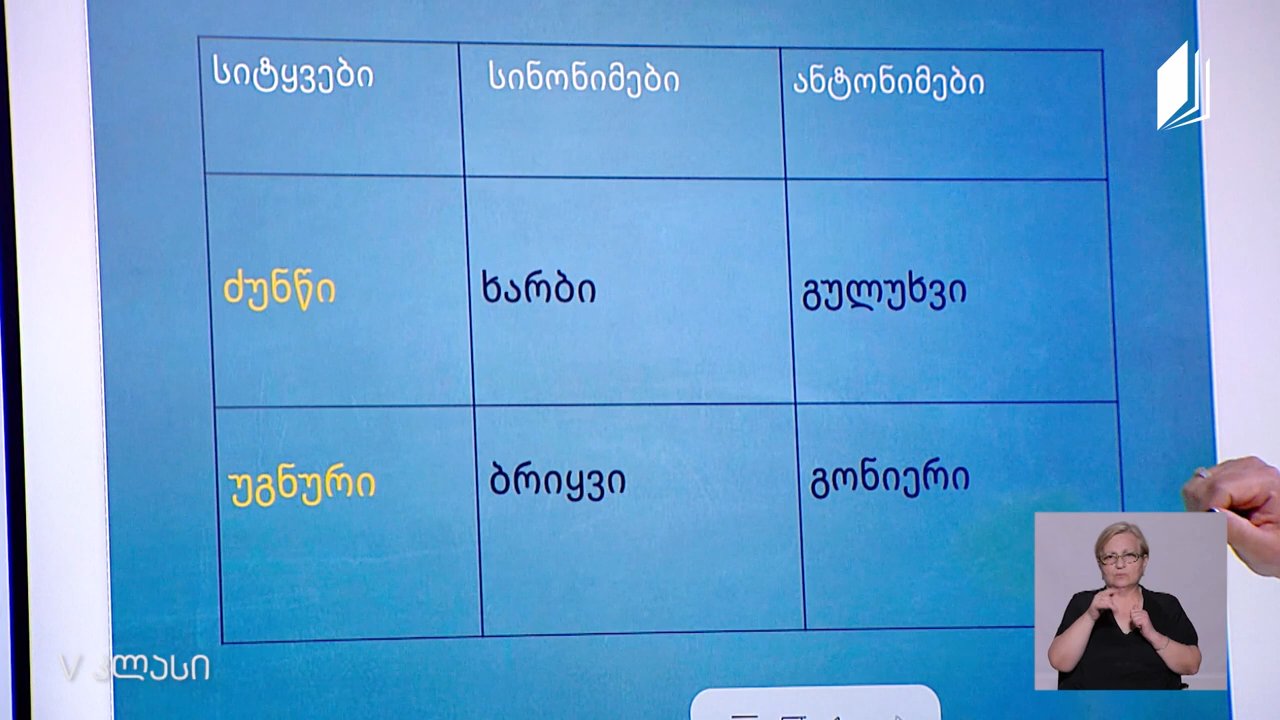 სიტყვები სინონიმები ანტონიმები
ძუნწი ხარბი გულუხვი
უგნური ბრიყვი გონიერი
V კლასი